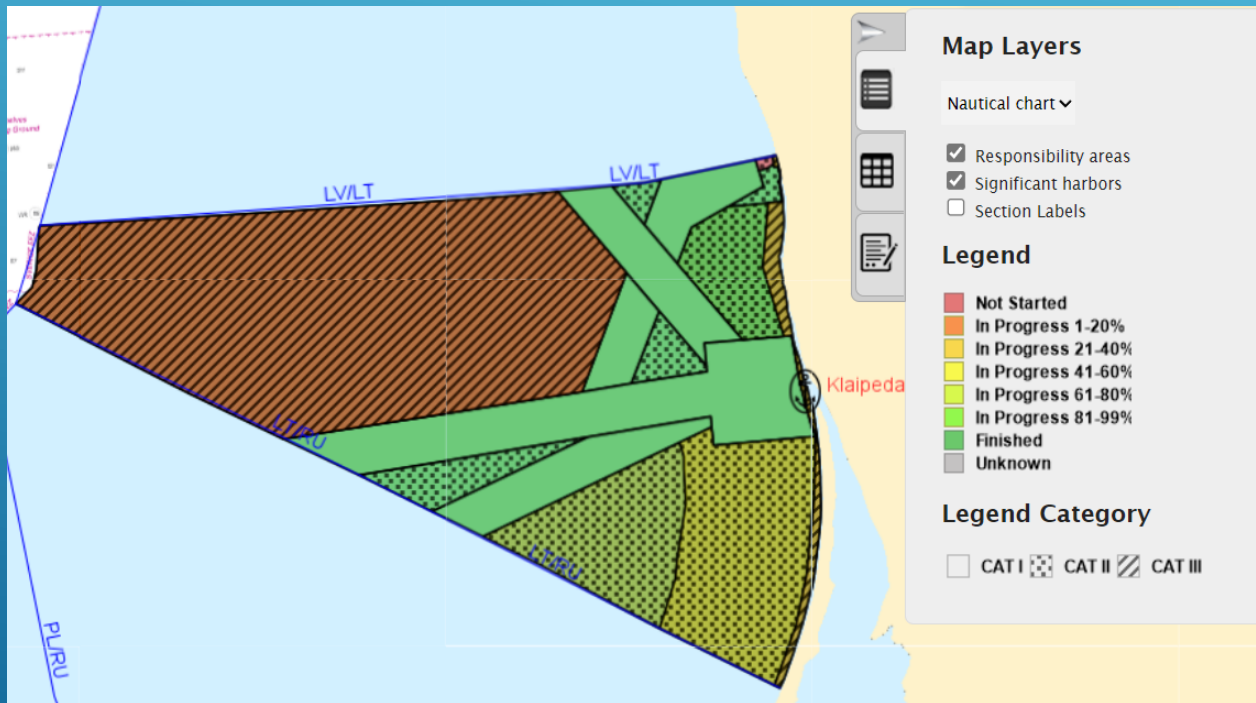 Map Layers
Nautical chart
Responsibility areas
Significant harbors
Section Labels
Legend
Not Started
In Progress 1-20%
In Progress 21-40%
In Progress 41-60%
In Progress 61-80%
In Progress 81-99%
Finished
Unknown
Legend Category
CAT I CAT II CAT III
LV/LT
LV/LT
Klaipeda
LT/RU
LT/RU
PL/RU
Ground